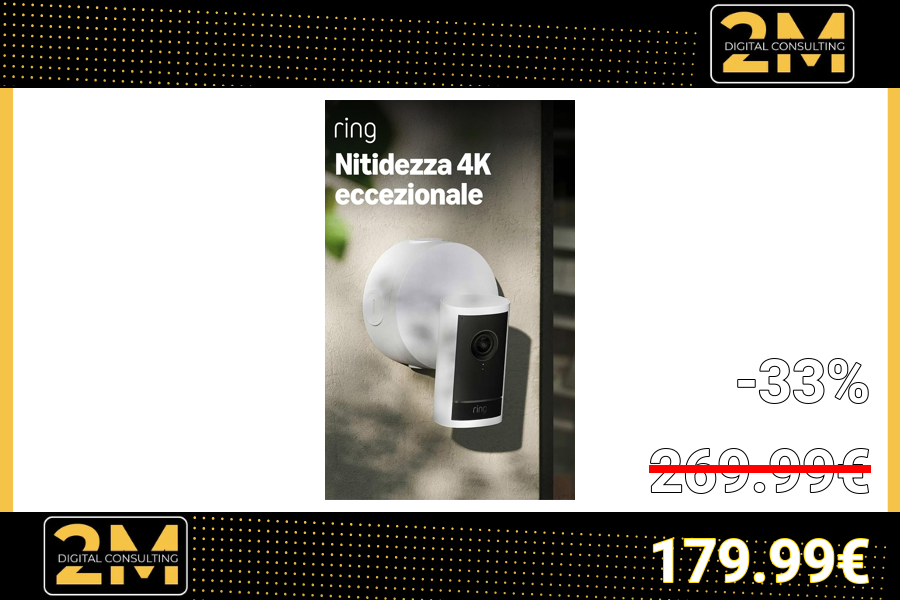 2M
DIGITAL CONSULTING
ring
Nitidezza 4K
eccezionale
ring
-33%
269.99€
2M
DIGITAL CONSULTING
179.99€